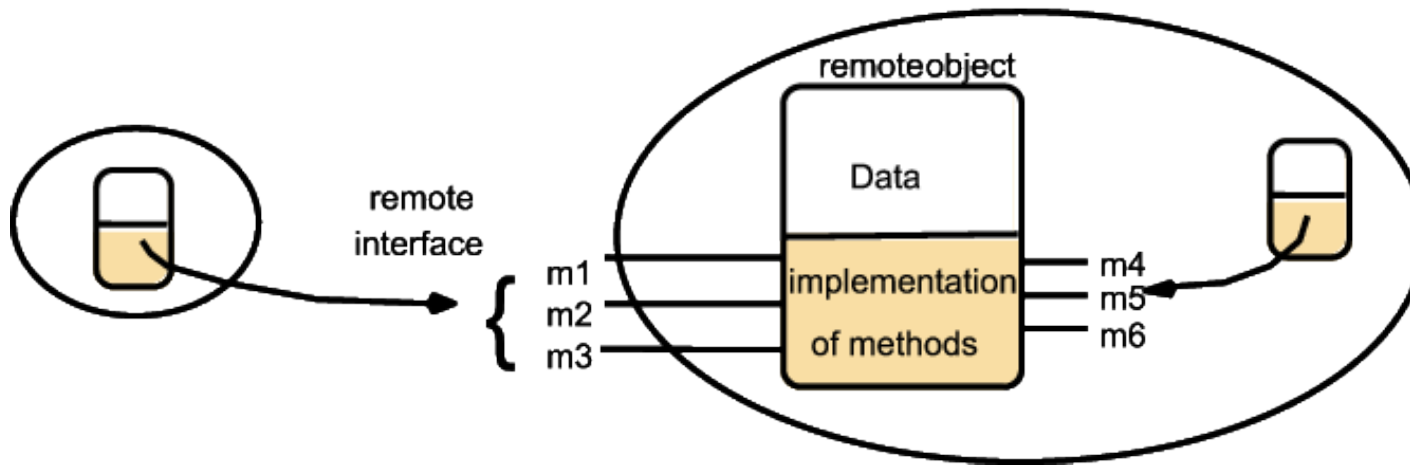 remoteobject
Data
remote
interface
{
m1
m2
m3
implementation
of methods
m4
m5
m6